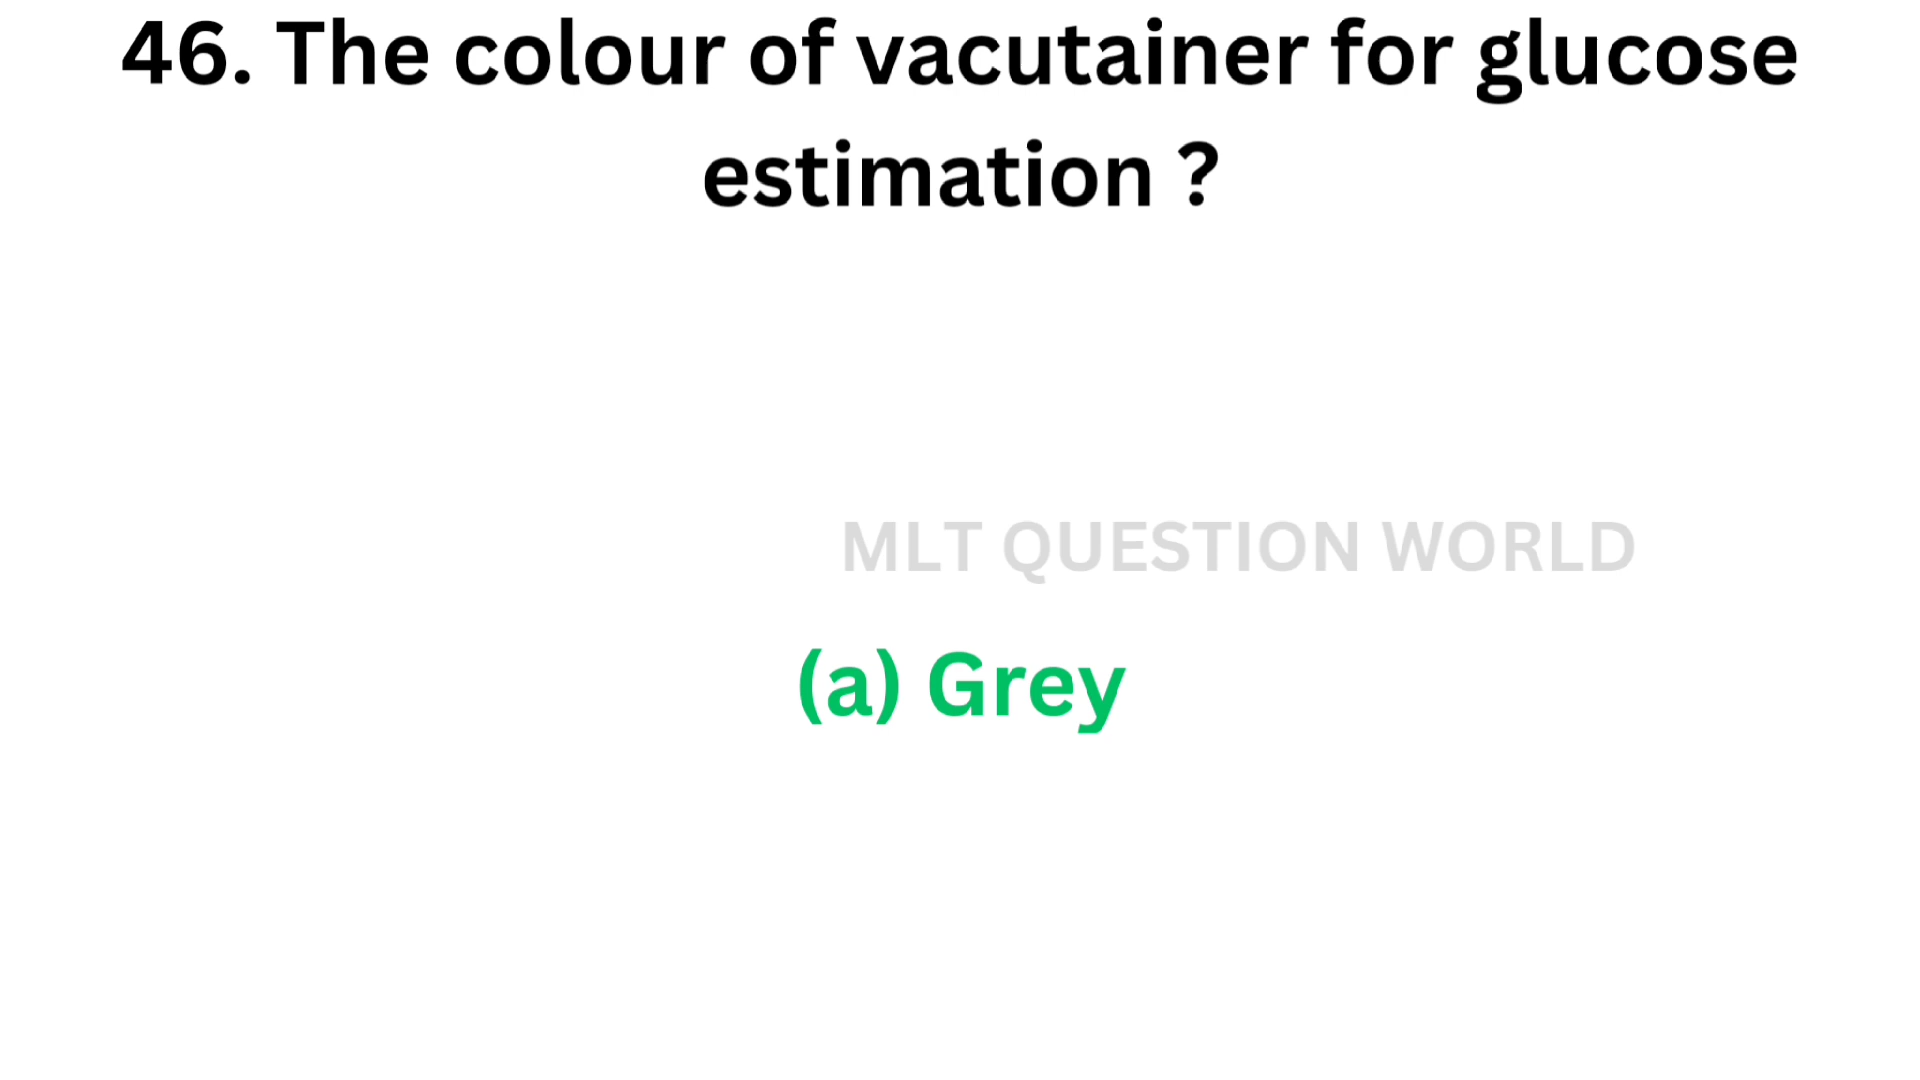 46. The colour of vacutainer for glucose
estimation ?
MLT QUESTION WORLD
(a) Grey